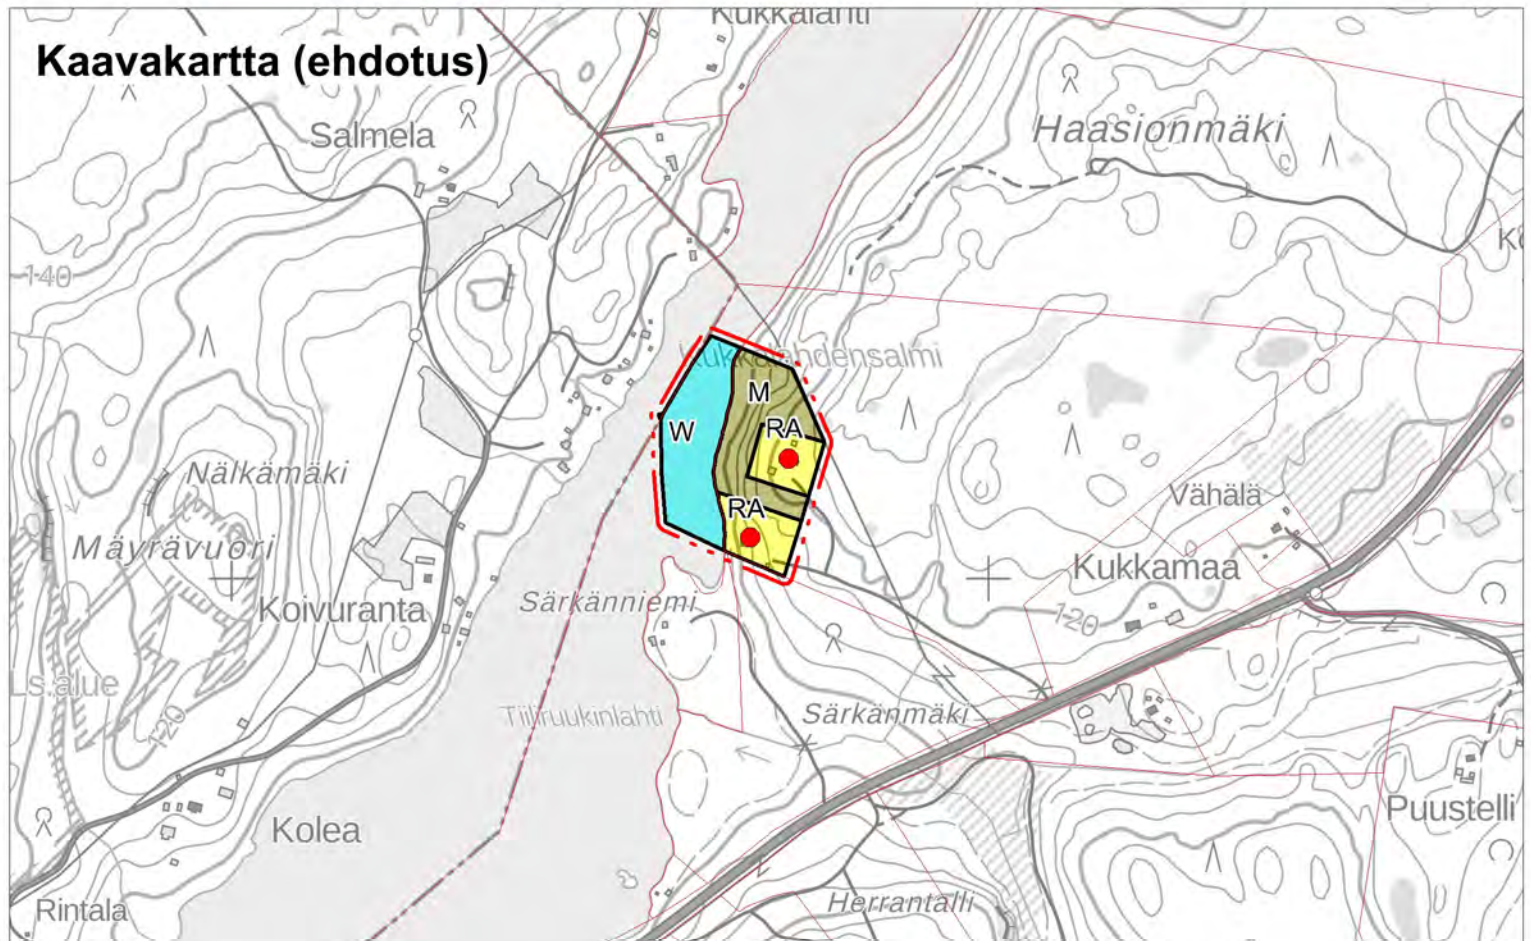 Kukkalahti
Kaavakartta (ehdotus)
Salmela
Haasionmäki
140
Kukkalahdensalmi
M
W
RA
Nälkämäki
Vähälä
RA
Mäyrävuori
Kukkamaa
Särkänniemi
Koivuranta
120
Ls.alue
Tiiliruukinlahti
Särkänmäki
120
Puustelli
Kolea
Rintala
Herrantalli